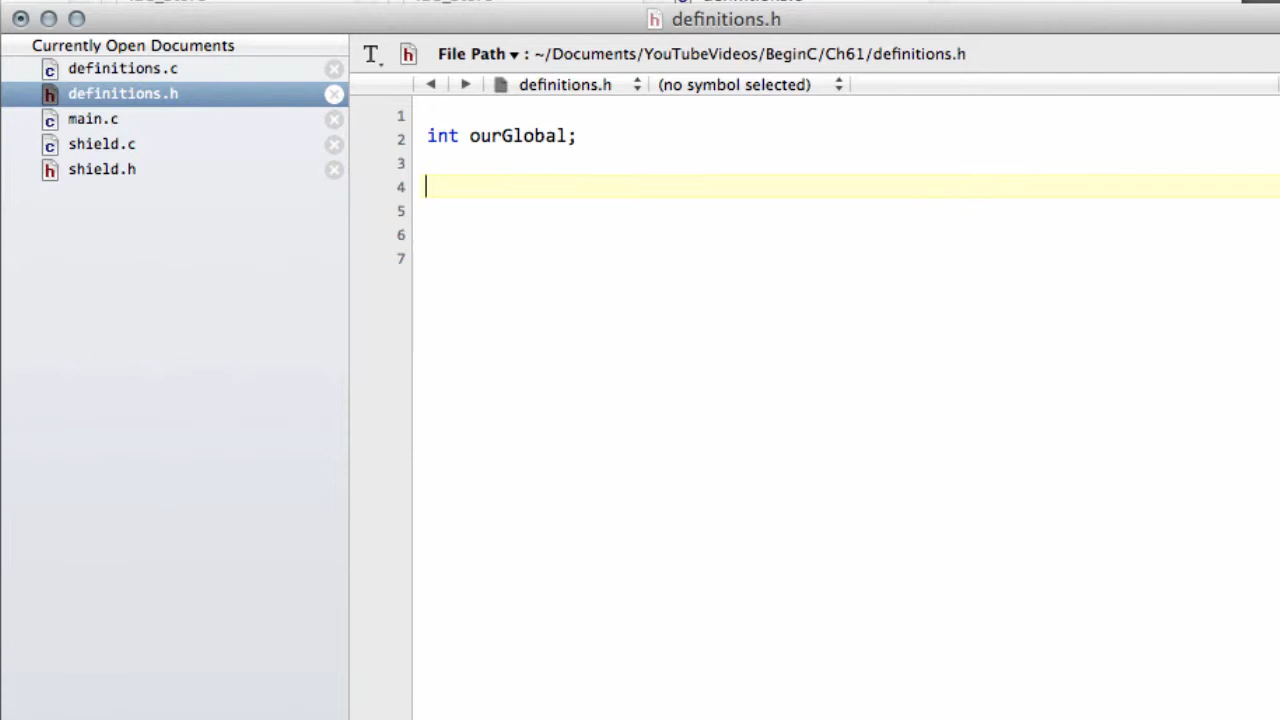 definitions.h
Currently Open Documents
definitions.c
definitions.h
main.c
shield.c
shield.h
File Path ▾ : ~/Documents/YouTubeVideos/BeginC/Ch61/definitions.h
definitions.h (no symbol selected)
1
2 int ourGlobal;
3
4
5
6
7